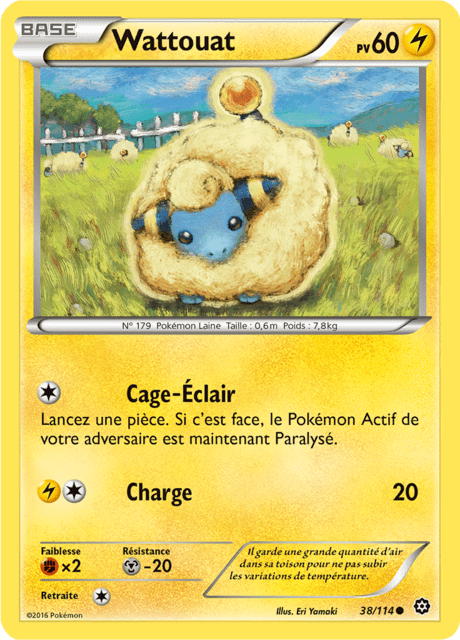 BASE Wattouat PV60
N° 179 Pokémon Laine Taille : 0,6m Poids : 7,8kg
Cage-Éclair
Lancez une pièce. Si c'est face, le Pokémon Actif de
votre adversaire est maintenant Paralysé.
Charge 20
Faiblesse Résistance
×2 -20
Il garde une grande quantité d'air
dans sa toison pour ne pas subir
les variations de température.
Retraite
©2016 Pokémon Illus. Eri Yamaki 38/114